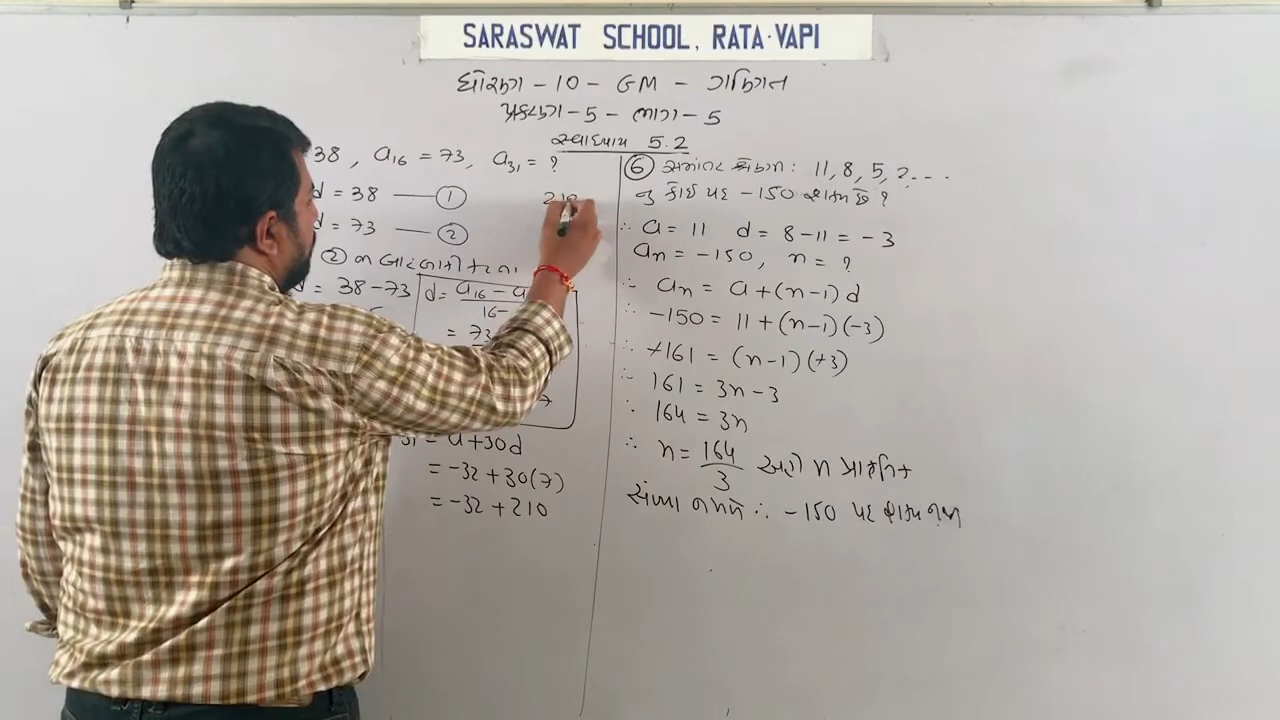 SARASWAT SCHOOL, RATA·VAPI
ધોરણ - 10 - GM - ગણિત
પ્રકરણ - 5 - ભાગ - 5
સ્વાધ્યાય 5.2
38, a₁₆ = 73, a₃₁ = ?
d = 38 —— ①
d = 73 —— ②
②
= 38 - 73
d = a₁₆ - a
16 -
= 73
7
= a + 30d
= -32 + 30(7)
= -32 + 210
⑥ સમાંતર શ્રેણી: 11, 8, 5, 2, ...
નું કોઈ પદ -150 શક્ય છે ?
∴ a = 11 d = 8 - 11 = -3
an = -150, n = ?
∴ an = a + (n-1) d
∴ -150 = 11 + (n-1)(-3)
∴ -161 = (n-1)(-3)
∴ 161 = 3n - 3
∴ 164 = 3n
∴ n = 164/3 અહીં n પ્રાકૃતિક
સંખ્યા નથી ∴ -150 પદ શક્ય નથી